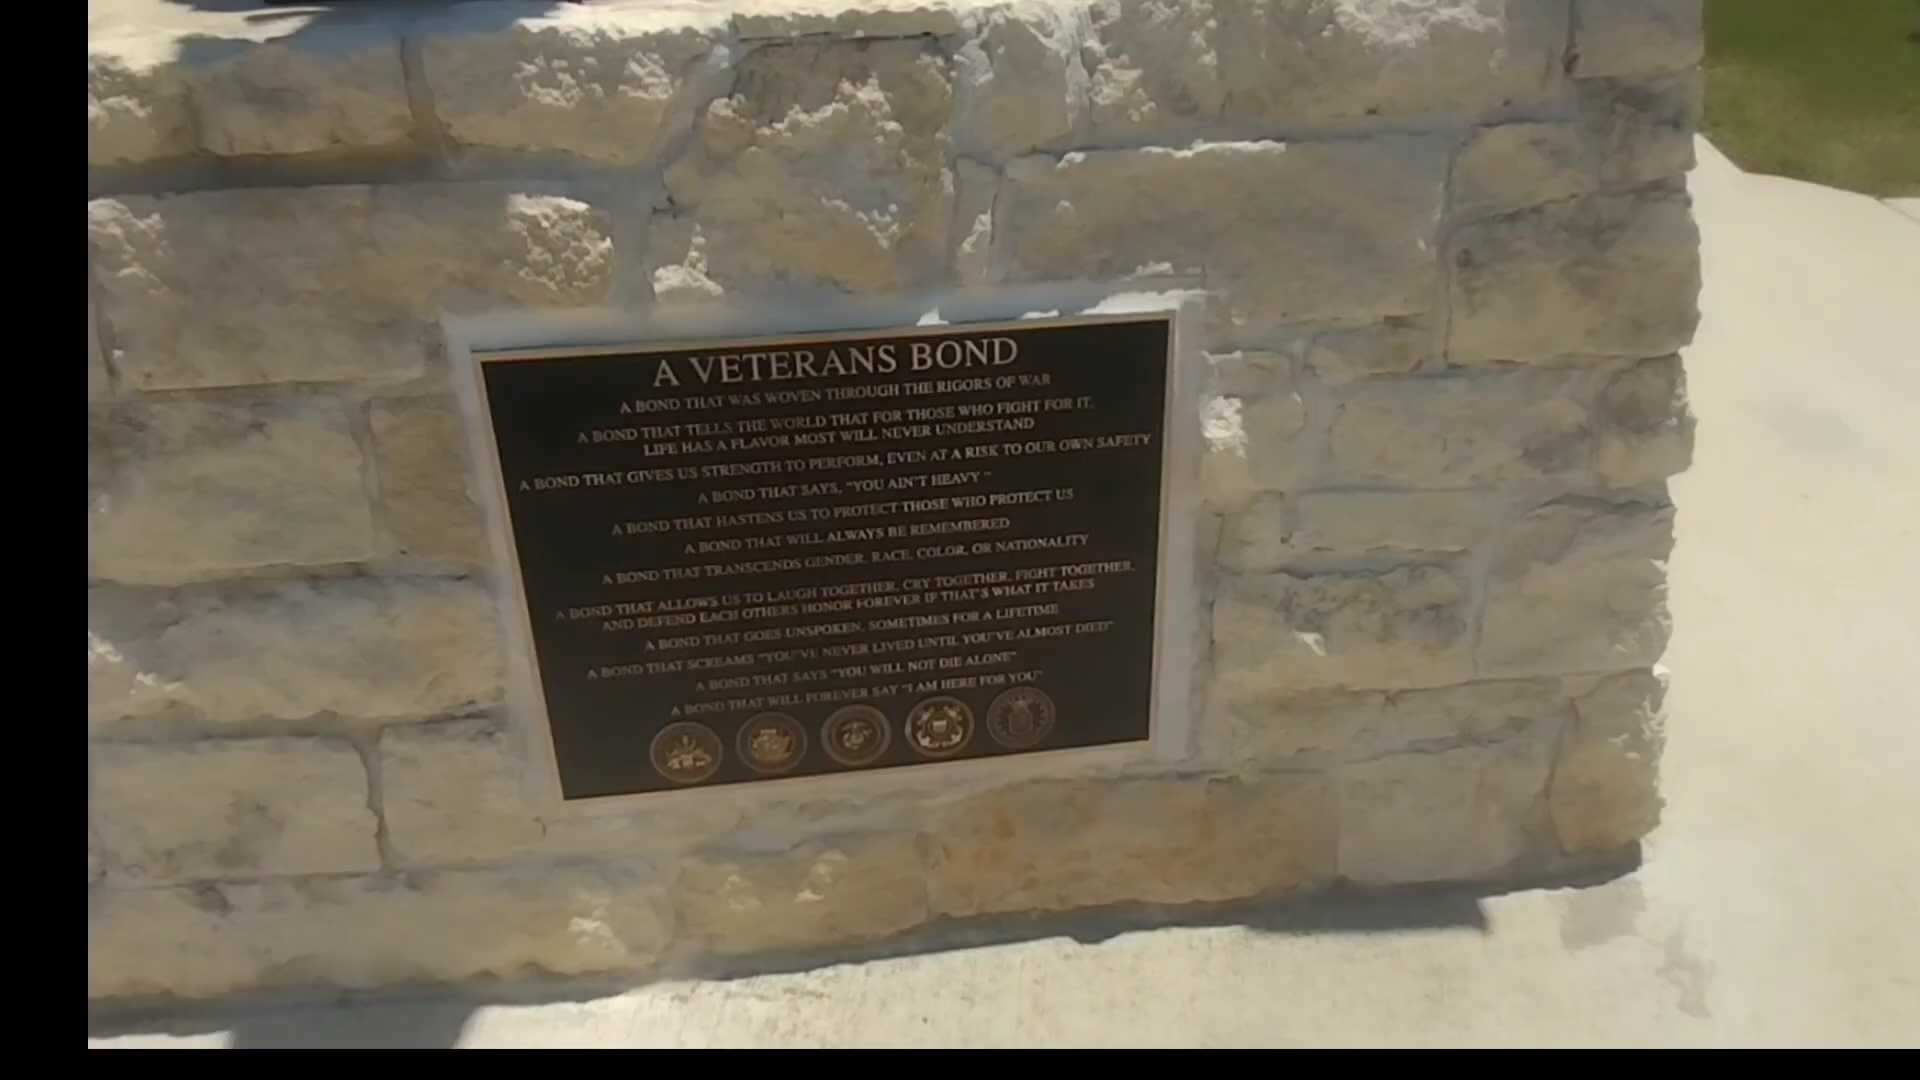 A VETERANS BOND
A BOND THAT WAS WOVEN THROUGH THE RIGORS OF WAR
A BOND THAT TELLS THE WORLD THAT FOR THOSE WHO FIGHT FOR IT,
LIFE HAS A FLAVOR MOST WILL NEVER UNDERSTAND
A BOND THAT GIVES US STRENGTH TO PERFORM, EVEN AT A RISK TO OUR OWN SAFETY
A BOND THAT SAYS, "YOU AIN'T HEAVY "
A BOND THAT HASTENS US TO PROTECT THOSE WHO PROTECT US
A BOND THAT WILL ALWAYS BE REMEMBERED
A BOND THAT TRANSCENDS GENDER, RACE, COLOR, OR NATIONALITY
A BOND THAT ALLOWS US TO LAUGH TOGETHER, CRY TOGETHER, FIGHT TOGETHER,
AND DEFEND EACH OTHERS HONOR FOREVER IF THAT'S WHAT IT TAKES
A BOND THAT GOES UNSPOKEN, SOMETIMES FOR A LIFETIME
A BOND THAT SCREAMS "YOU'VE NEVER LIVED UNTIL YOU'VE ALMOST DIED"
A BOND THAT SAYS "YOU WILL NOT DIE ALONE"
A BOND THAT WILL FOREVER SAY "I AM HERE FOR YOU"